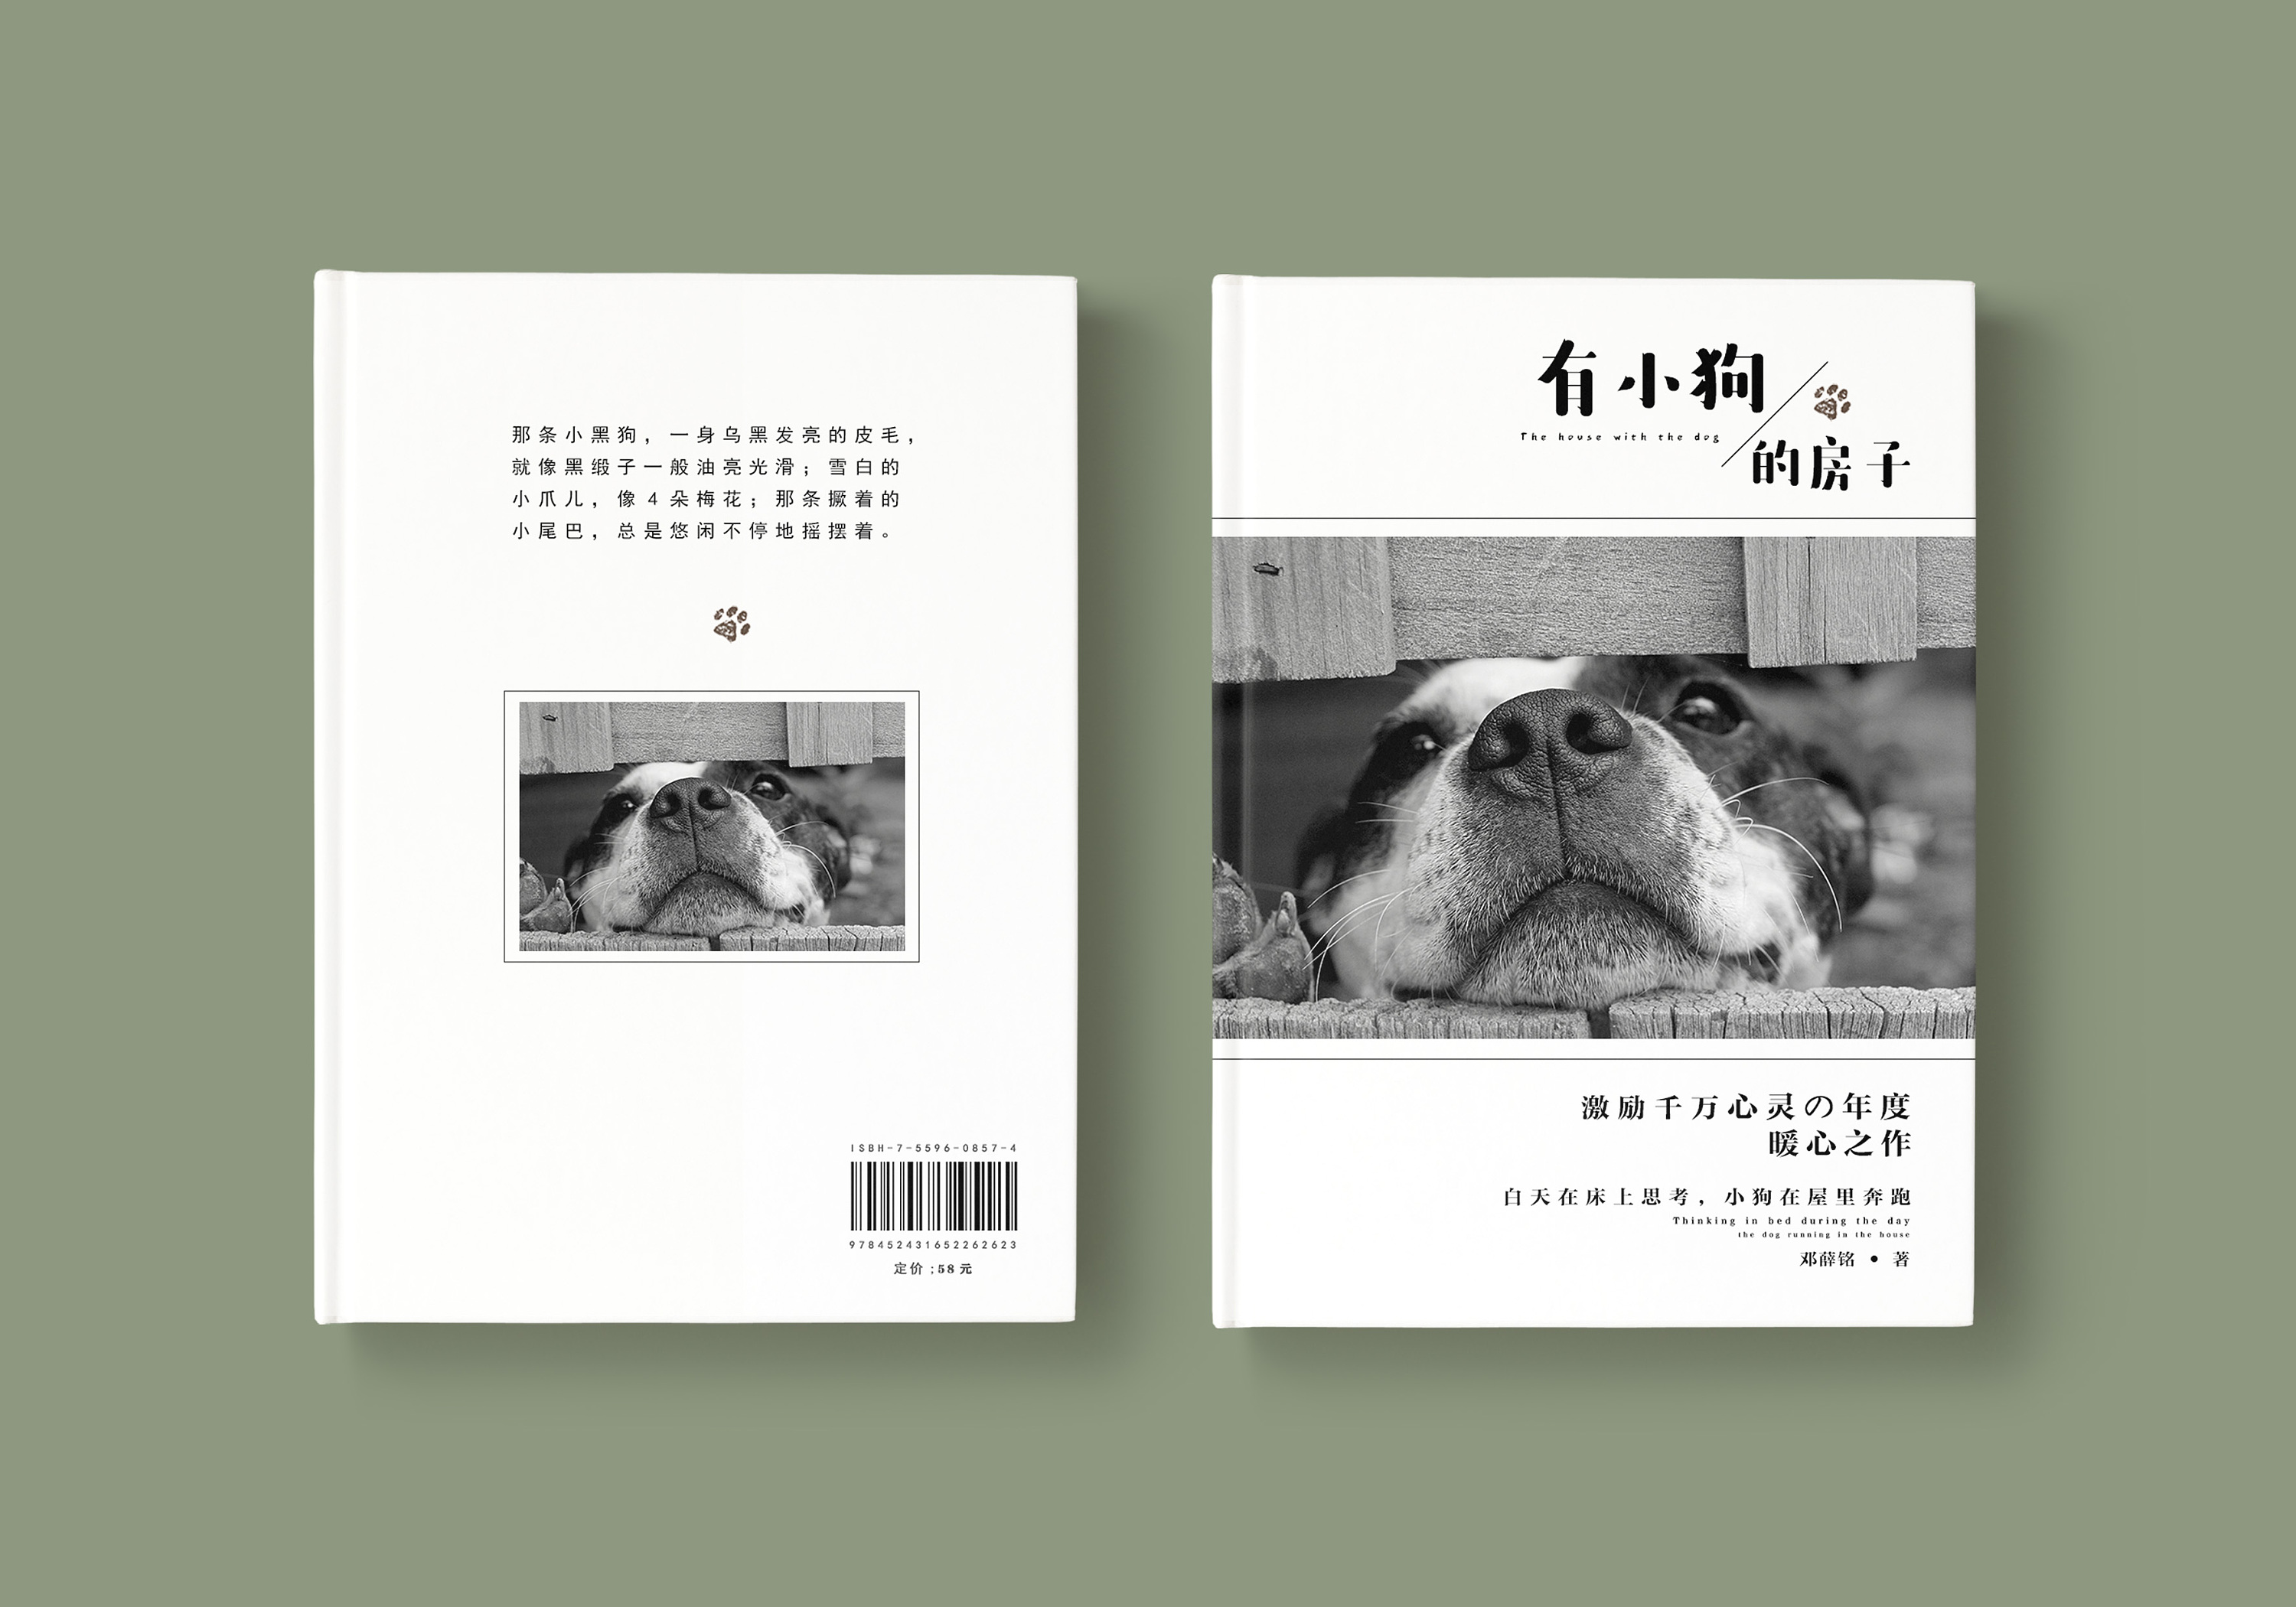 那条小黑狗，一身乌黑发亮的皮毛，
就像黑缎子一般油亮光滑；雪白的
小爪儿，像4朵梅花；那条撅着的
小尾巴，总是悠闲不停地摇摆着。
ISBH-7-5596-0857-4
978452431652262623
定价;58元
有小狗
The house with the dog
的房子
激励千万心灵の年度
暖心之作
白天在床上思考，小狗在屋里奔跑
Thinking in bed during the day
the dog running in the house
邓薛铭 • 著